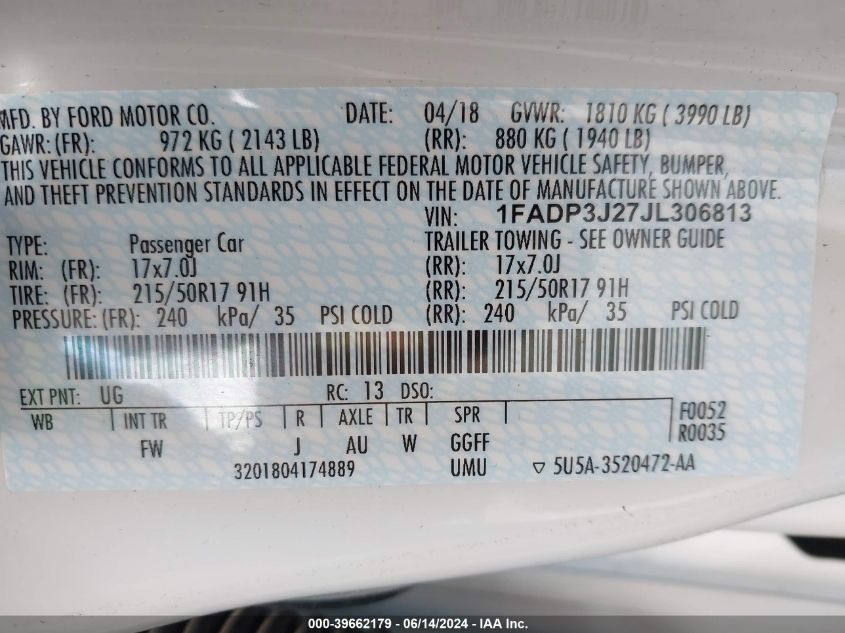 MFD. BY FORD MOTOR CO. DATE: 04/18 GVWR: 1810 KG ( 3990 LB)
GAWR: (FR): 972 KG ( 2143 LB) (RR): 880 KG ( 1940 LB)
THIS VEHICLE CONFORMS TO ALL APPLICABLE FEDERAL MOTOR VEHICLE SAFETY, BUMPER,
AND THEFT PREVENTION STANDARDS IN EFFECT ON THE DATE OF MANUFACTURE SHOWN ABOVE.
VIN: 1FADP3J27JL306813
TYPE: Passenger Car TRAILER TOWING - SEE OWNER GUIDE
RIM: (FR): 17x7.0J (RR): 17x7.0J
TIRE: (FR): 215/50R17 91H (RR): 215/50R17 91H
PRESSURE: (FR): 240 kPa/ 35 PSI COLD (RR): 240 kPa/ 35 PSI COLD
EXT PNT: UG RC: 13 DSO:
WB INT TR TP/PS R AXLE TR SPR F0052
FW J AU W GGFF R0035
3201804174889 UMU ▽ 5U5A-3520472-AA
000-39662179 - 06/14/2024 - IAA Inc.